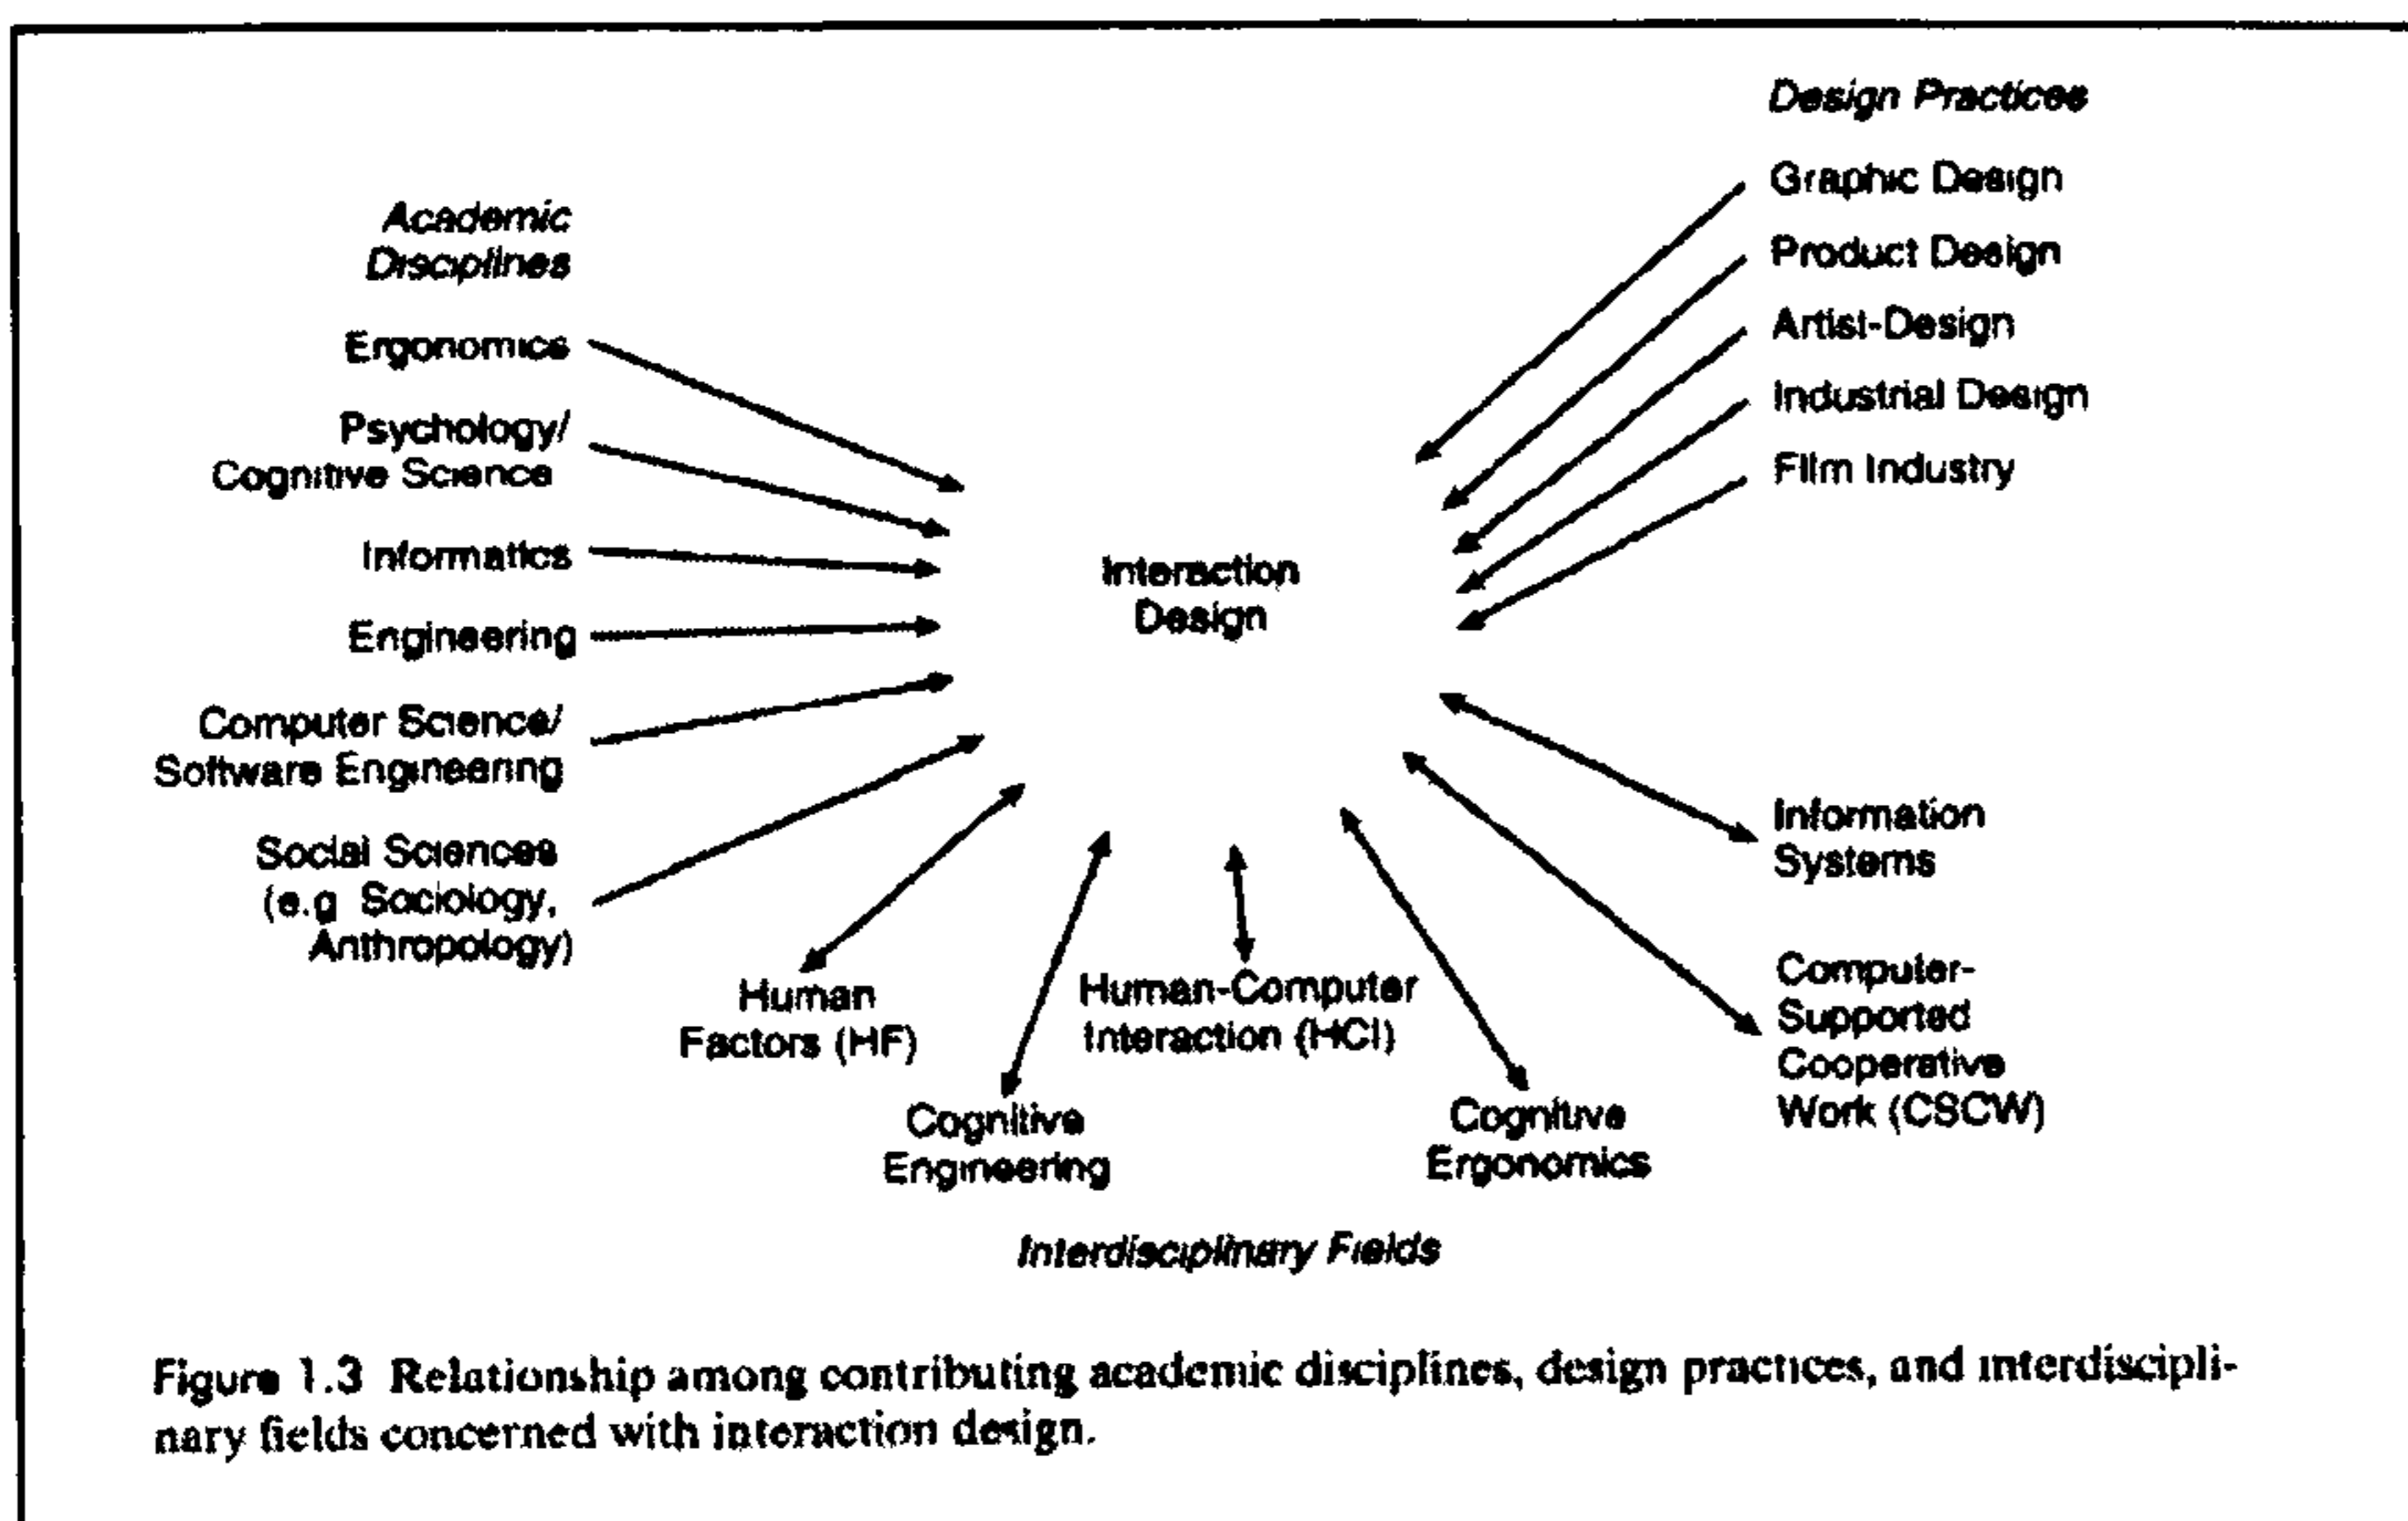 Design Practices
Graphic Design
Product Design
Artist-Design
Industrial Design
Film Industry
Academic
Disciplines
Ergonomics
Psychology/
Cognitive Science
Informatics
Engineering
Computer Science/
Software Engineering
Social Sciences
(e.g Sociology,
Anthropology)
Interaction
Design
Information
Systems
Computer-
Supported
Cooperative
Work (CSCW)
Human
Factors (HF)
Human-Computer
Interaction (HCI)
Cognitive
Engineering
Cognitive
Ergonomics
Interdisciplinary Fields
Figure 1.3 Relationship among contributing academic disciplines, design practices, and interdiscipli-
nary fields concerned with interaction design.